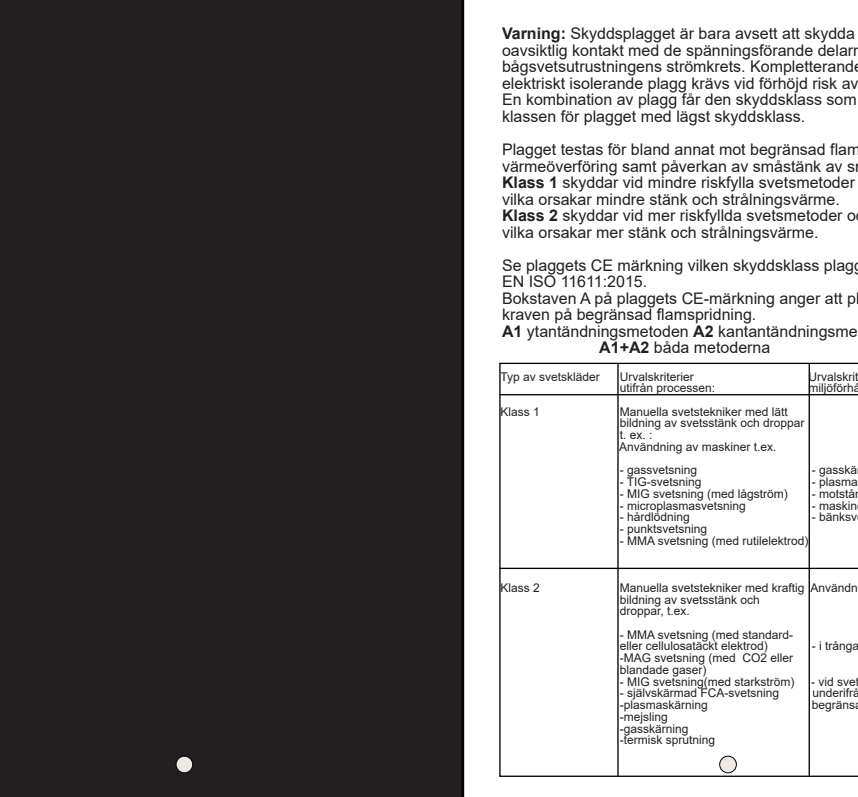 Varning: Skyddsplagget är bara avsett att skydda
oavsiktlig kontakt med de spänningsförande
bågsvetsutrustningens strömkrets.
elektriskt isolerande plagg krävs vid förhöjd risk av
En kombination av plagg får den skyddsklass som
klassen för plagget med lägst skyddsklass.
Plagget testas för bland annat mot begränsad
värmeöverföring samt påverkan av småstänk av
Klass 1 skyddar vid mindre riskfylla svetsmetoder
vilka orsakar mindre stänk och strålningsvärme.
Klass 2 skyddar vid mer riskfyllda svetsmetoder
vilka orsakar mer stänk och strålningsvärme.
Se plaggets CE märkning vilken skyddsklass
EN ISO 11611:2015.
Bokstaven A på plaggets CE-märkning anger att
kraven på begränsad flamspridning.
A1 ytantändningsmetoden A2
A1+A2 båda metoderna
Typ av svetskläder
Urvalskriterier
utifrån processen:
Klass 1
Manuella svetstekniker med lätt
bildning av svetsstänk och droppar
t. ex. :
Användning av maskiner t.ex.
- gassvetsning
- TIG-svetsning
- MIG svetsning (med lågström)
- microplasmasvetsning
- hårdlödning
- punktsvetsning
- MMA svetsning (med rutilelektrod)
Klass 2
Manuella svetstekniker med kraftig
bildning av svetsstänk och
droppar, t.ex.
- MMA svetsning (med standard-
eller cellulosatäckt elektrod)
-MAG svetsning (med CO2 eller
blandade gaser)
- MIG svetsning(med starkström)
- självskärmad FCA-svetsning
-plasmaskärning
-mejsling
-gasskärning
-termisk sprutning
- i trånga
- vid